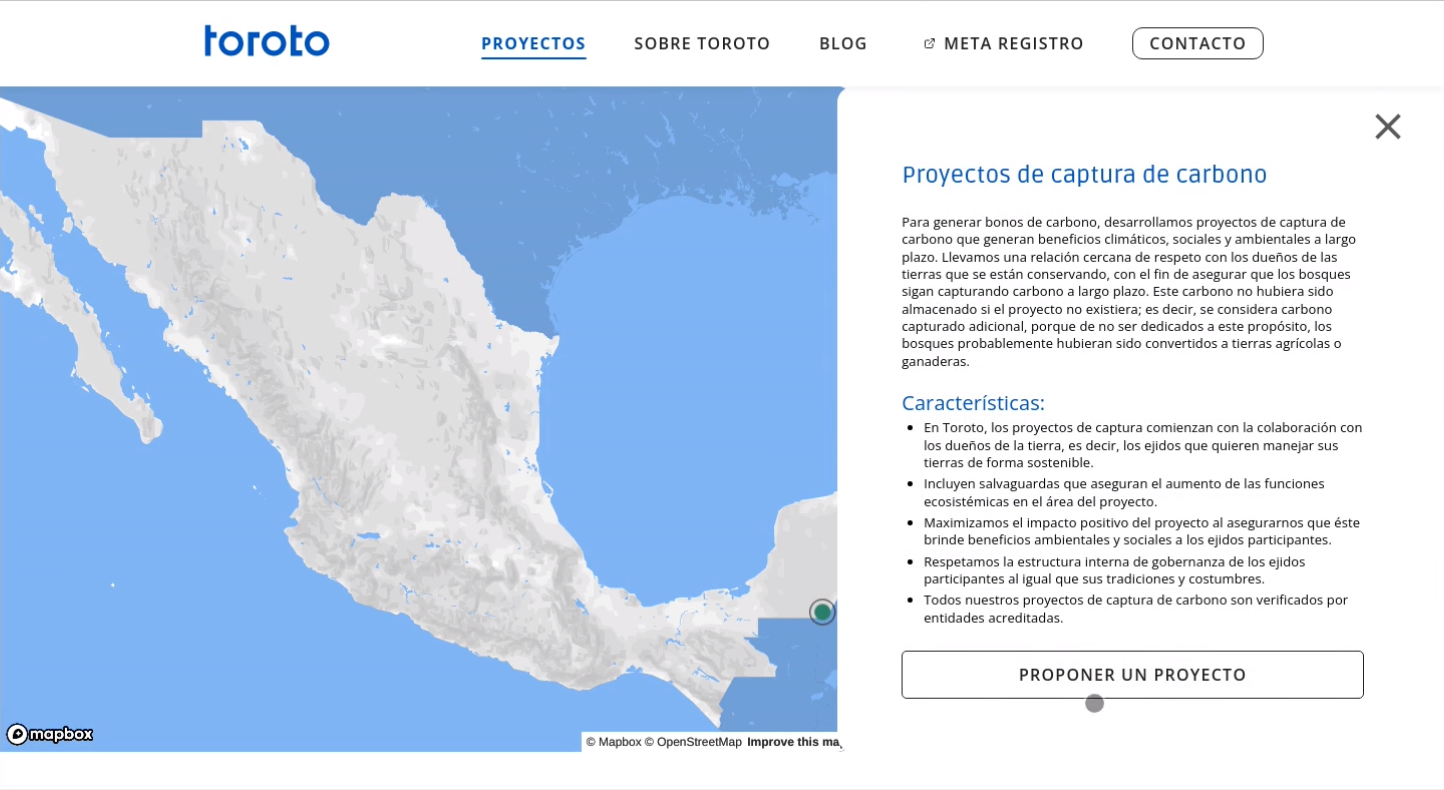 toroto
PROYECTOS
SOBRE TOROTO
BLOG
META REGISTRO
CONTACTO
Proyectos de captura de carbono
Para generar bonos de carbono, desarrollamos proyectos de captura de
carbono que generan beneficios climáticos, sociales y ambientales a largo
plazo. Llevamos una relación cercana de respeto con los dueños de las
tierras que se están conservando, con el fin de asegurar que los bosques
sigan capturando carbono a largo plazo. Este carbono no hubiera sido
almacenado si el proyecto no existiera; es decir, se considera carbono
capturado adicional, porque de no ser dedicados a este propósito, los
bosques probablemente hubieran sido convertidos a tierras agrícolas o
ganaderas.
Características:
En Toroto, los proyectos de captura comienzan con la colaboración con
los dueños de la tierra, es decir, los ejidos que quieren manejar sus
tierras de forma sostenible.
Incluyen salvaguardas que aseguran el aumento de las funciones
ecosistémicas en el área del proyecto.
Maximizamos el impacto positivo del proyecto al asegurarnos que éste
brinde beneficios ambientales y sociales a los ejidos participantes.
Respetamos la estructura interna de gobernanza de los ejidos
participantes al igual que sus tradiciones y costumbres.
Todos nuestros proyectos de captura de carbono son verificados por
entidades acreditadas.
PROPONER UN PROYECTO
mapbox
© Mapbox © OpenStreetMap Improve this ma